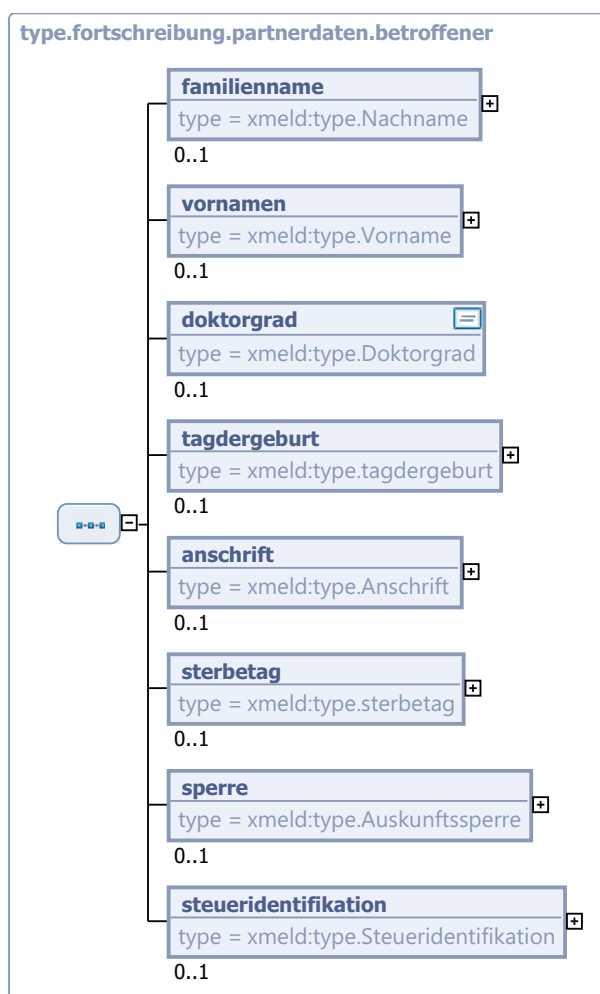 type.fortschreibung.partnerdaten.betroffener
familienname
type = xmeld:type.Nachname
0..1
vornamen
type = xmeld:type.Vorname
0..1
doktorgrad
type = xmeld:type.Doktorgrad
0..1
tagdergeburt
type = xmeld:type.tagdergeburt
0..1
anschrift
type = xmeld:type.Anschrift
0..1
sterbetag
type = xmeld:type.sterbetag
0..1
sperre
type = xmeld:type.Auskunftssperre
0..1
steueridentifikation
type = xmeld:type.Steueridentifikation
0..1